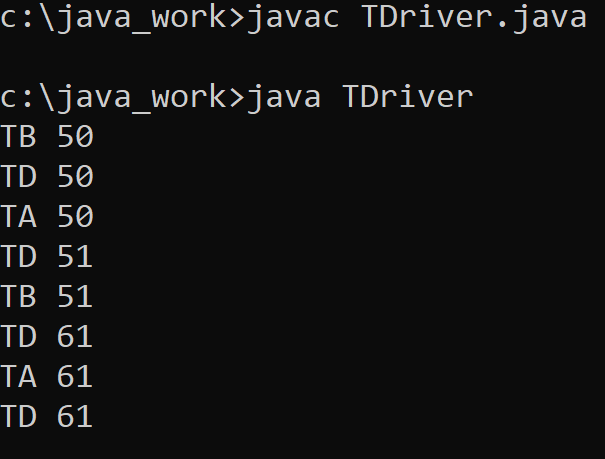 c:\java_work>javac TDriver.java
c:\java_work>java TDriver
TB 50
TD 50
TA 50
TD 51
TB 51
TD 61
TA 61
TD 61